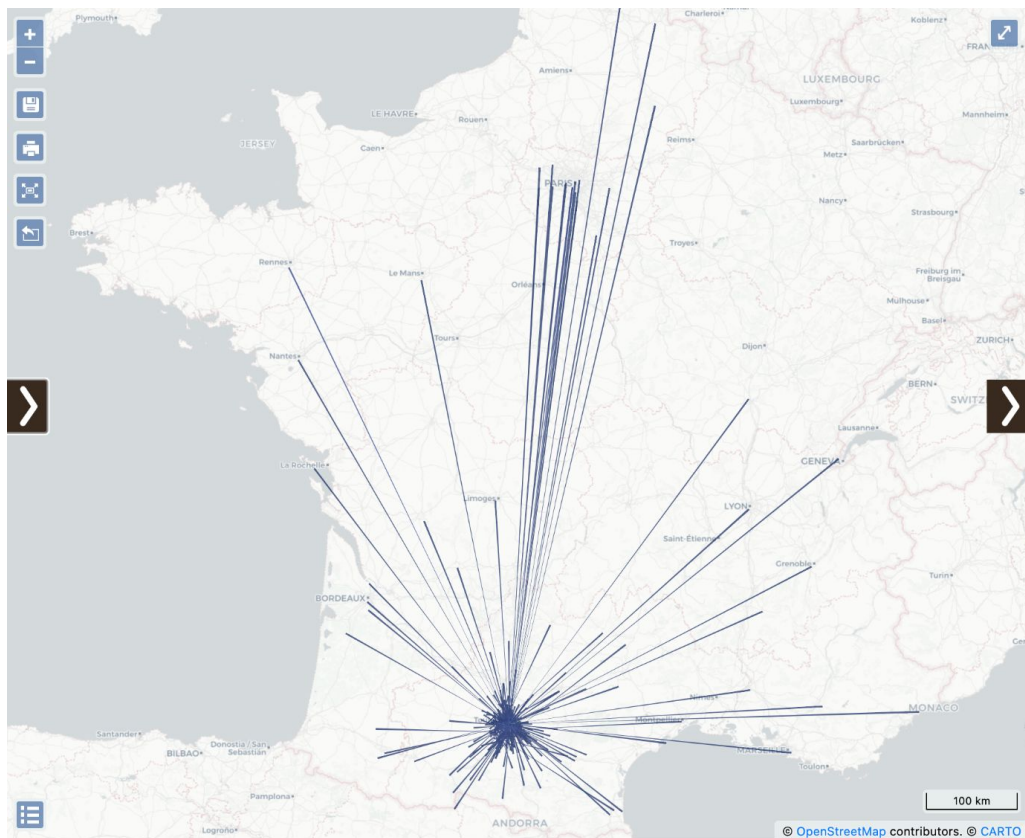 Plymouth
Charleroi
Koblenz
FRAN
Amiens
LUXEMBOURG
Luxembourg
LE HAVRE
Rouen
Mannheim
JERSEY
Caen
Reims
Saarbrücken
Metz
PARIS
Nancy
Strasbourg
Brest
Troyes
Rennes
Le Mans
Orléans
Freiburg im
Breisgau
Mulhouse
Basel
Tours
Dijon
ZURICH
Nantes
BERN
SWITZ
Lausanne
La Rochelle
GENEVA
Limoges
LYON
Saint-Étienne
Grenoble
Turin
BORDEAUX
Nîmes
MONACO
Montpellier
Santander
BILBAO
Donostia / San
Sebastián
MARSEILLE
Toulon
Pamplona
ANDORRA
Logroño
100 km
© OpenStreetMap contributors. © CARTO